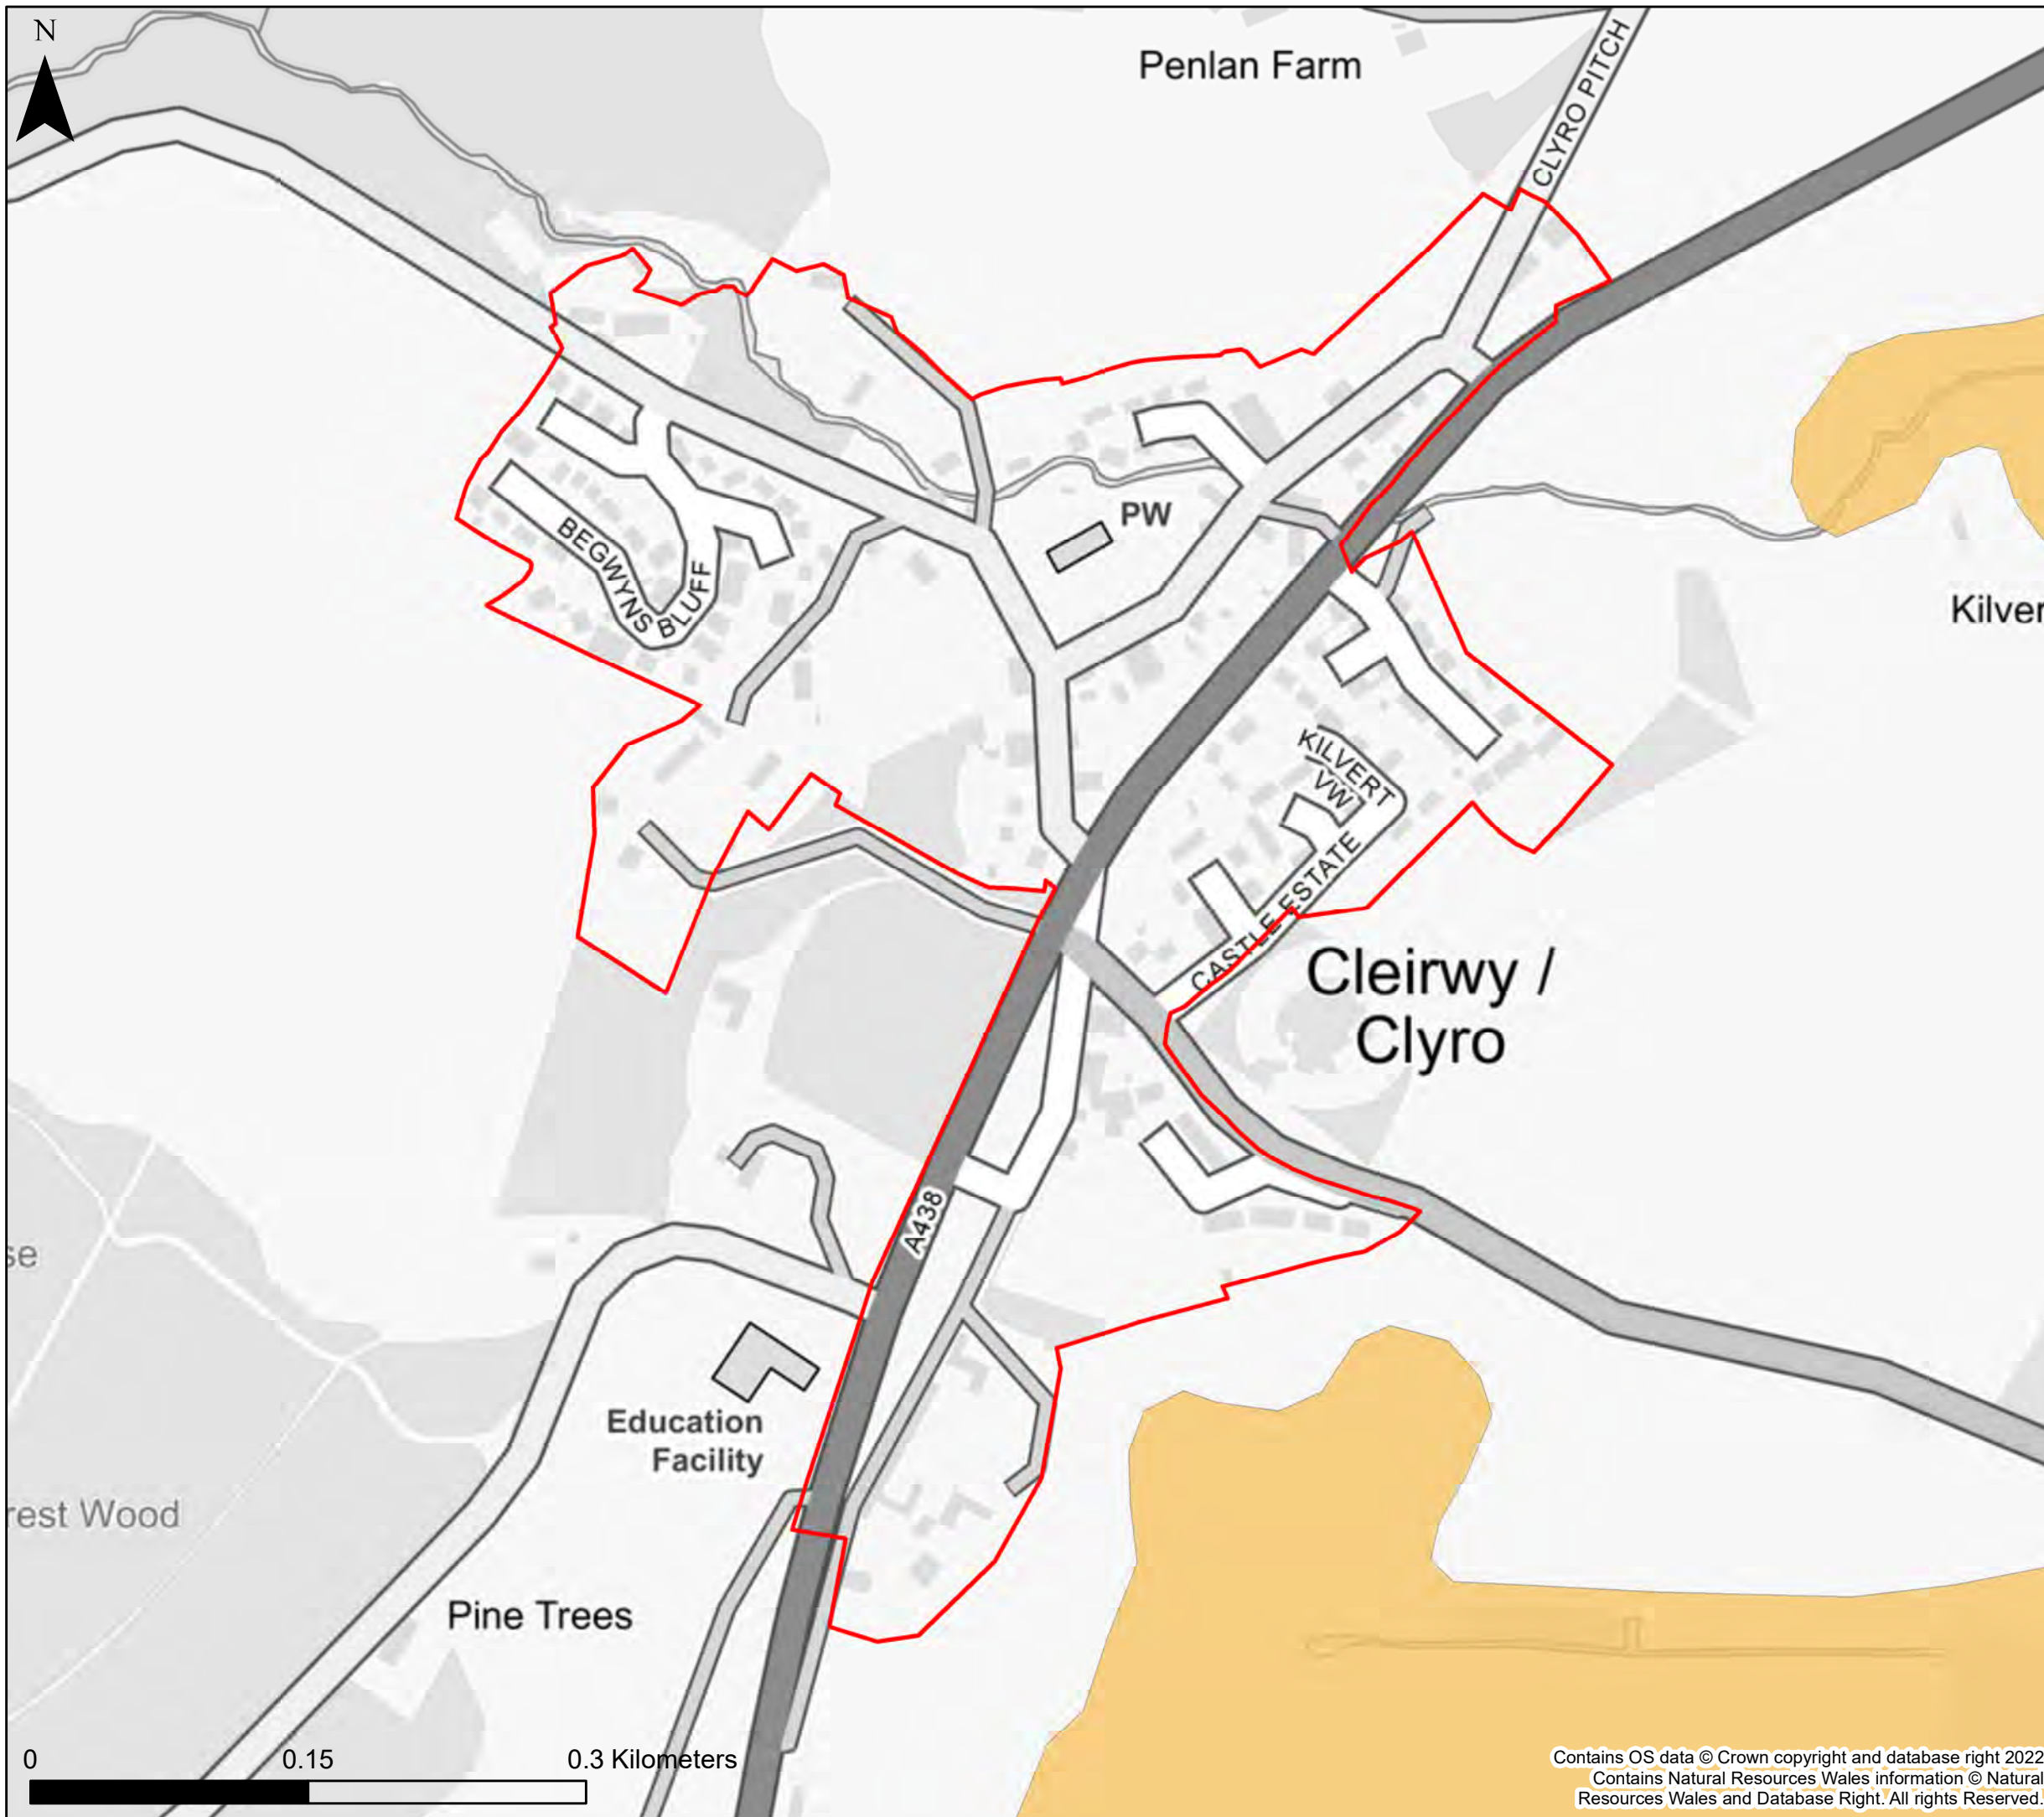 N
Penlan Farm
CLYRO PITCH
PW
BEGWYNS
BLUFF
Kilver
KILVERT
VW
CASTLE ESTATE
Cleirwy /
Clyro
A438
se
Education
Facility
rest Wood
Pine Trees
0 0.15 0.3 Kilometers
Contains OS data © Crown copyright and database right 2022
Contains Natural Resources Wales information © Natural
Resources Wales and Database Right. All rights Reserved.